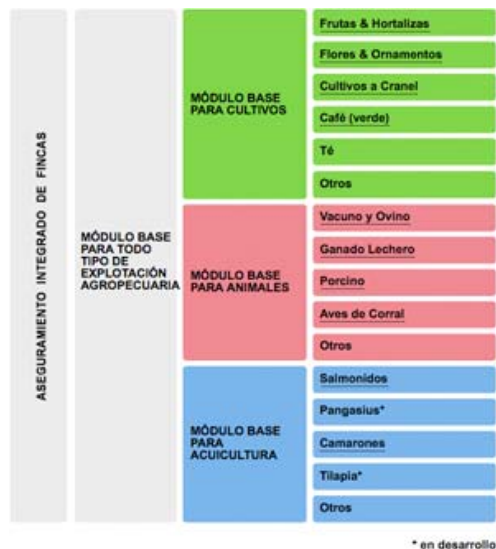 ASEGURAMIENTO INTEGRADO DE FINCAS
MÓDULO BASE
PARA TODO
TIPO DE
EXPLOTACIÓN
AGROPECUARIA
MÓDULO BASE
PARA CULTIVOS
Frutas & Hortalizas
Flores & Ornamentos
Cultivos a Cranel
Café (verde)
Té
Otros
MÓDULO BASE
PARA ANIMALES
Vacuno y Ovino
Ganado Lechero
Porcino
Aves de Corral
Otros
MÓDULO BASE
PARA
ACUICULTURA
Salmonidos
Pangasius*
Camarones
Tilapia*
Otros
* en desarrollo